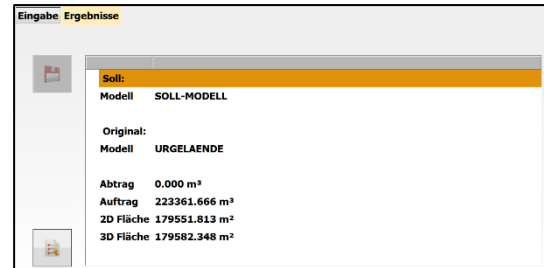 Eingabe Ergebnisse
Soll:
Modell SOLL-MODELL
Original:
Modell URGELAENDE
Abtrag 0.000 m³
Auftrag 223361.666 m³
2D Fläche 179551.813 m²
3D Fläche 179582.348 m²